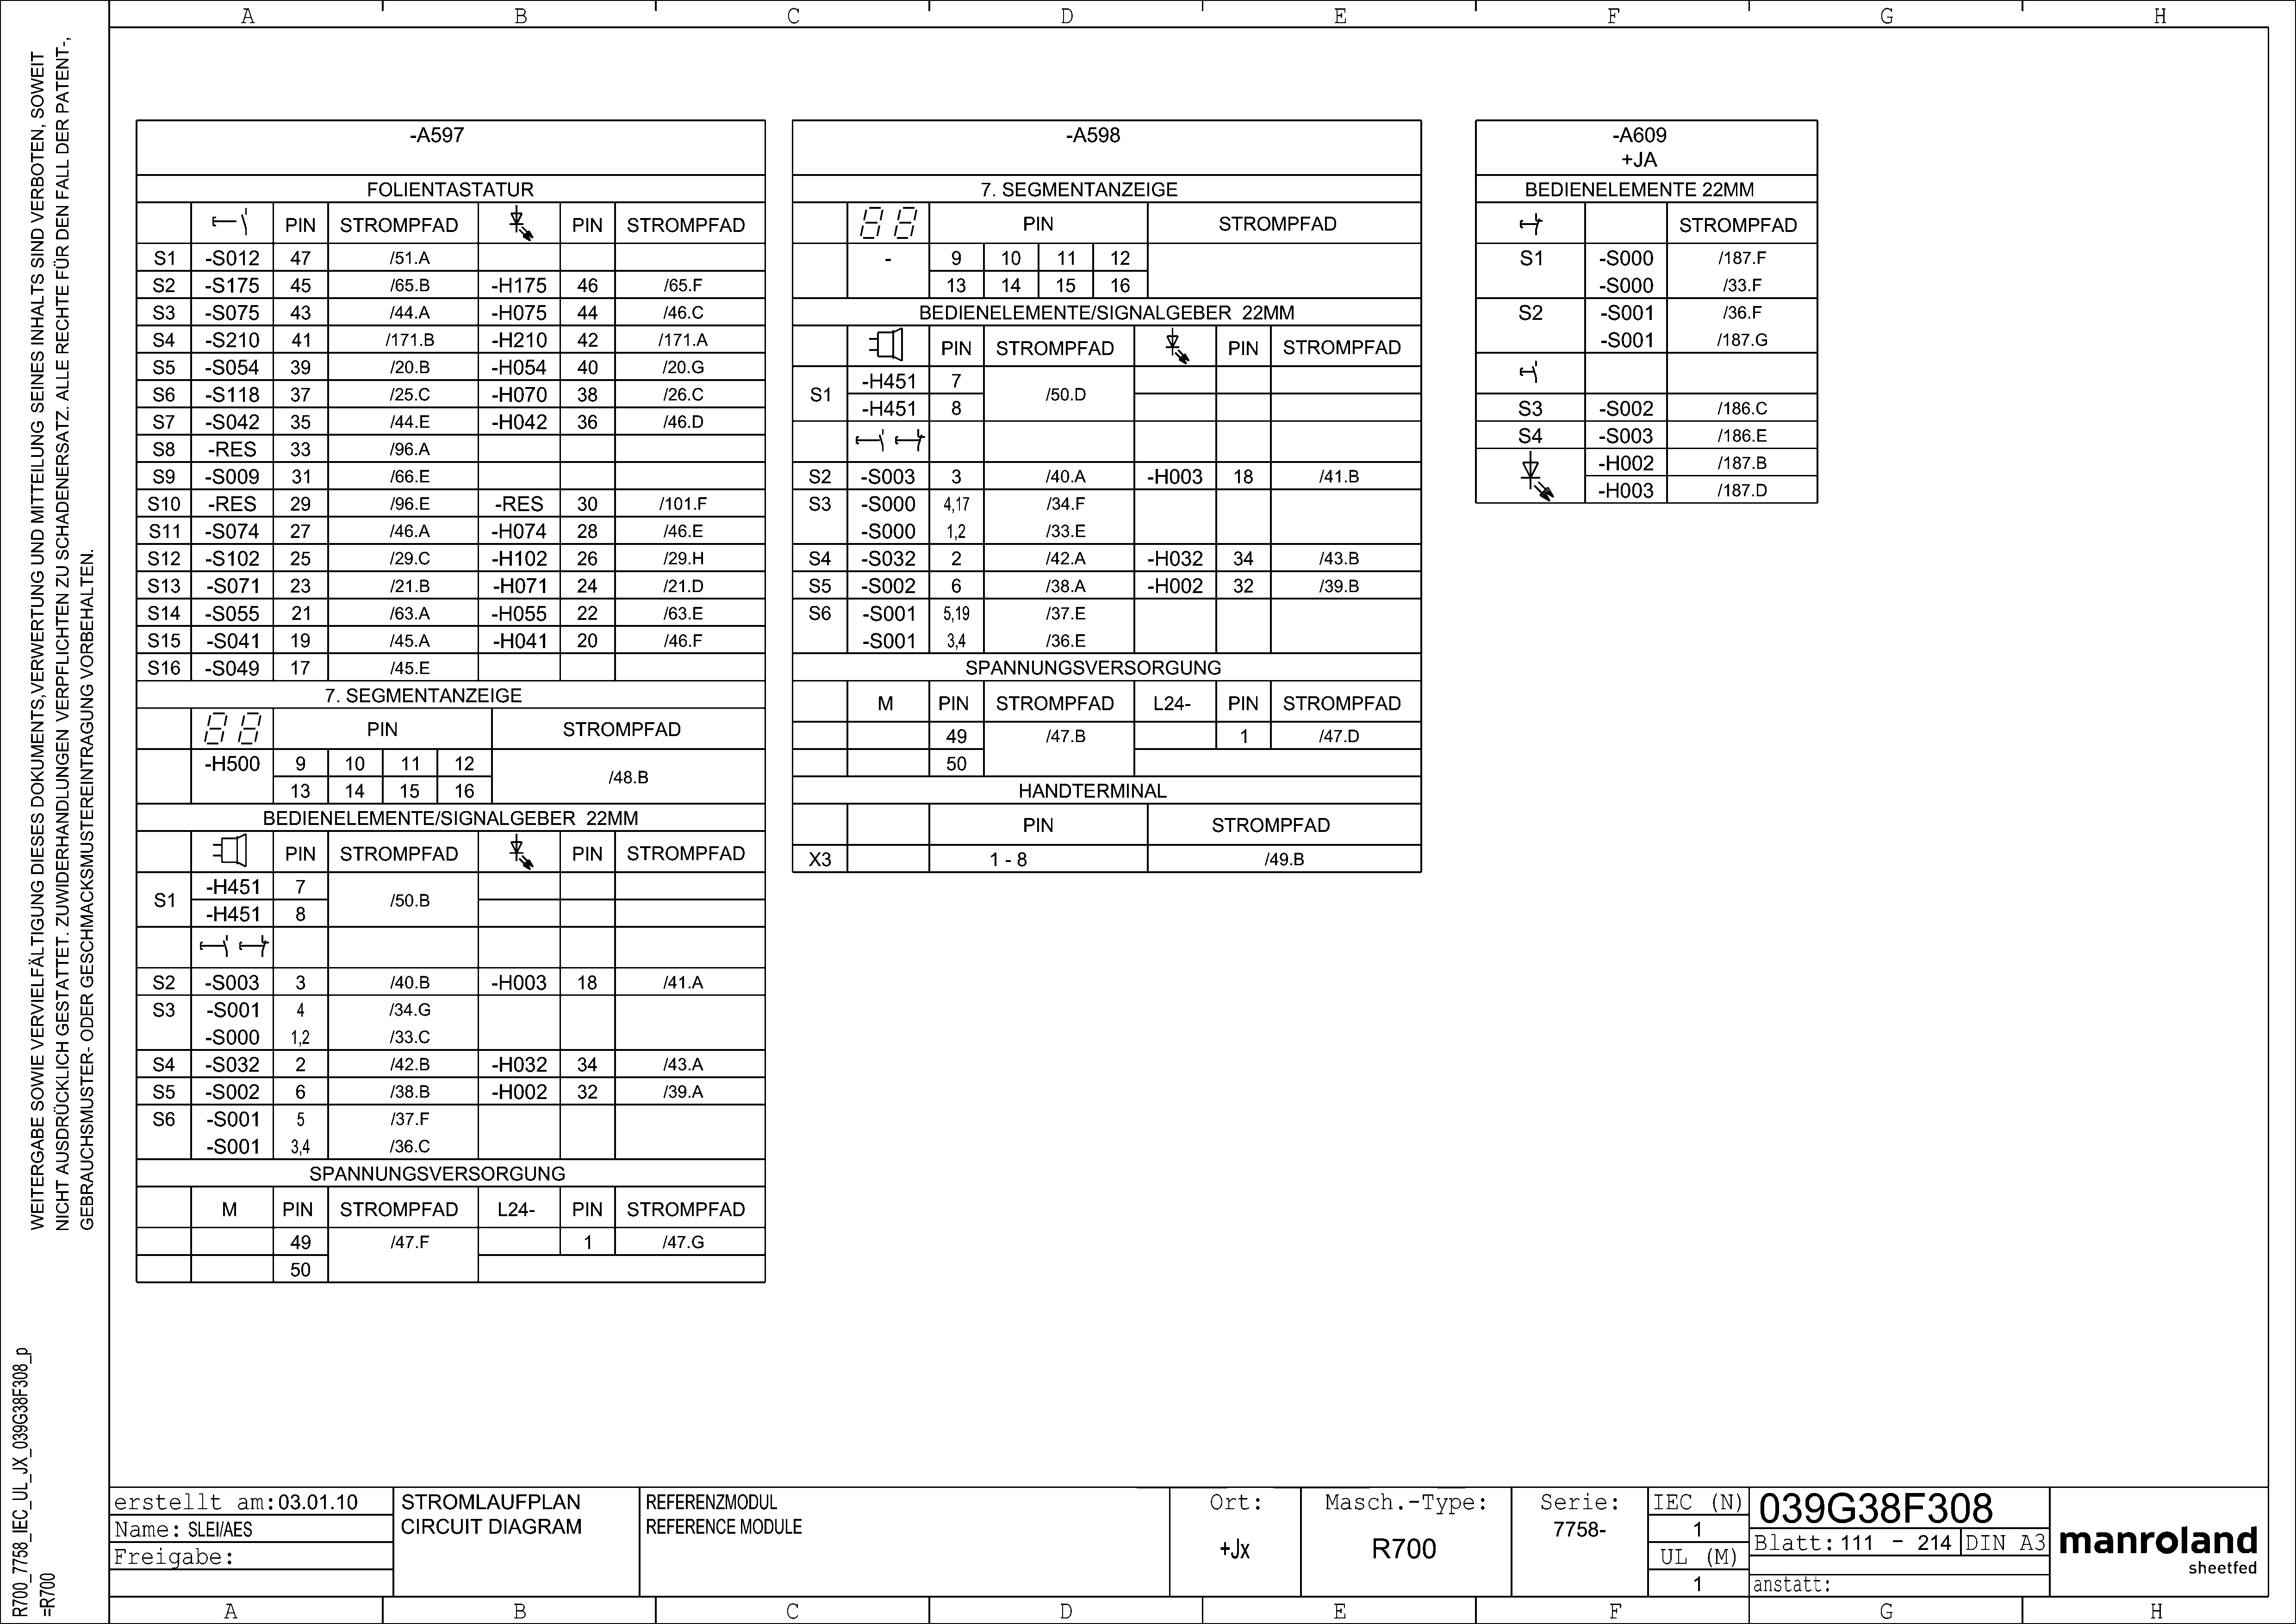 A B C D E F G H
WEITERGABE SOWIE VERVIELFÄLTIGUNG DIESES DOKUMENTS,VERWERTUNG UND MITTEILUNG SEINES INHALTS SIND VERBOTEN, SOWEIT
NICHT AUSDRÜCKLICH GESTATTET. ZUWIDERHANDLUNGEN VERPFLICHTEN ZU SCHADENERSATZ. ALLE RECHTE FÜR DEN FALL DER PATENT-,
GEBRAUCHSMUSTER- ODER GESCHMACKSMUSTEREINTRAGUNG VORBEHALTEN.
-A597
FOLIENTASTATUR
PIN STROMPFAD PIN STROMPFAD
S1 -S012 47 /51.A
S2 -S175 45 /65.B -H175 46 /65.F
S3 -S075 43 /44.A -H075 44 /46.C
S4 -S210 41 /171.B -H210 42 /171.A
S5 -S054 39 /20.B -H054 40 /20.G
S6 -S118 37 /25.C -H070 38 /26.C
S7 -S042 35 /44.E -H042 36 /46.D
S8 -RES 33 /96.A
S9 -S009 31 /66.E
S10 -RES 29 /96.E -RES 30 /101.F
S11 -S074 27 /46.A -H074 28 /46.E
S12 -S102 25 /29.C -H102 26 /29.H
S13 -S071 23 /21.B -H071 24 /21.D
S14 -S055 21 /63.A -H055 22 /63.E
S15 -S041 19 /45.A -H041 20 /46.F
S16 -S049 17 /45.E
7. SEGMENTANZEIGE
PIN STROMPFAD
-H500 9 10 11 12 /48.B
13 14 15 16
BEDIENELEMENTE/SIGNALGEBER 22MM
PIN STROMPFAD PIN STROMPFAD
S1 -H451 7 /50.B
-H451 8
S2 -S003 3 /40.B -H003 18 /41.A
S3 -S001 4 /34.G
-S000 1,2 /33.C
S4 -S032 2 /42.B -H032 34 /43.A
S5 -S002 6 /38.B -H002 32 /39.A
S6 -S001 5 /37.F
-S001 3,4 /36.C
SPANNUNGSVERSORGUNG
M PIN STROMPFAD L24- PIN STROMPFAD
49 /47.F 1 /47.G
50
-A598
7. SEGMENTANZEIGE
PIN STROMPFAD
- 9 10 11 12
13 14 15 16
BEDIENELEMENTE/SIGNALGEBER 22MM
PIN STROMPFAD PIN STROMPFAD
S1 -H451 7 /50.D
-H451 8
S2 -S003 3 /40.A -H003 18 /41.B
S3 -S000 4,17 /34.F
-S000 1,2 /33.E
S4 -S032 2 /42.A -H032 34 /43.B
S5 -S002 6 /38.A -H002 32 /39.B
S6 -S001 5,19 /37.E
-S001 3,4 /36.E
SPANNUNGSVERSORGUNG
M PIN STROMPFAD L24- PIN STROMPFAD
49 /47.B 1 /47.D
50
HANDTERMINAL
PIN STROMPFAD
X3 1 - 8 /49.B
-A609
+JA
BEDIENELEMENTE 22MM
STROMPFAD
S1 -S000 /187.F
-S000 /33.F
S2 -S001 /36.F
-S001 /187.G
S3 -S002 /186.C
S4 -S003 /186.E
-H002 /187.B
-H003 /187.D
R700_7758_IEC_UL_JX_039G38F308_p
=R700
erstellt am: 03.01.10
Name: SLEI/AES
Freigabe:
STROMLAUFPLAN
CIRCUIT DIAGRAM
REFERENZMODUL
REFERENCE MODULE
Ort:
+Jx
Masch.-Type:
R700
Serie:
7758-
IEC (N)
1
UL (M)
1
039G38F308
Blatt: 111 - 214 DIN A3
anstatt:
manroland
sheetfed
A B C D E F G H